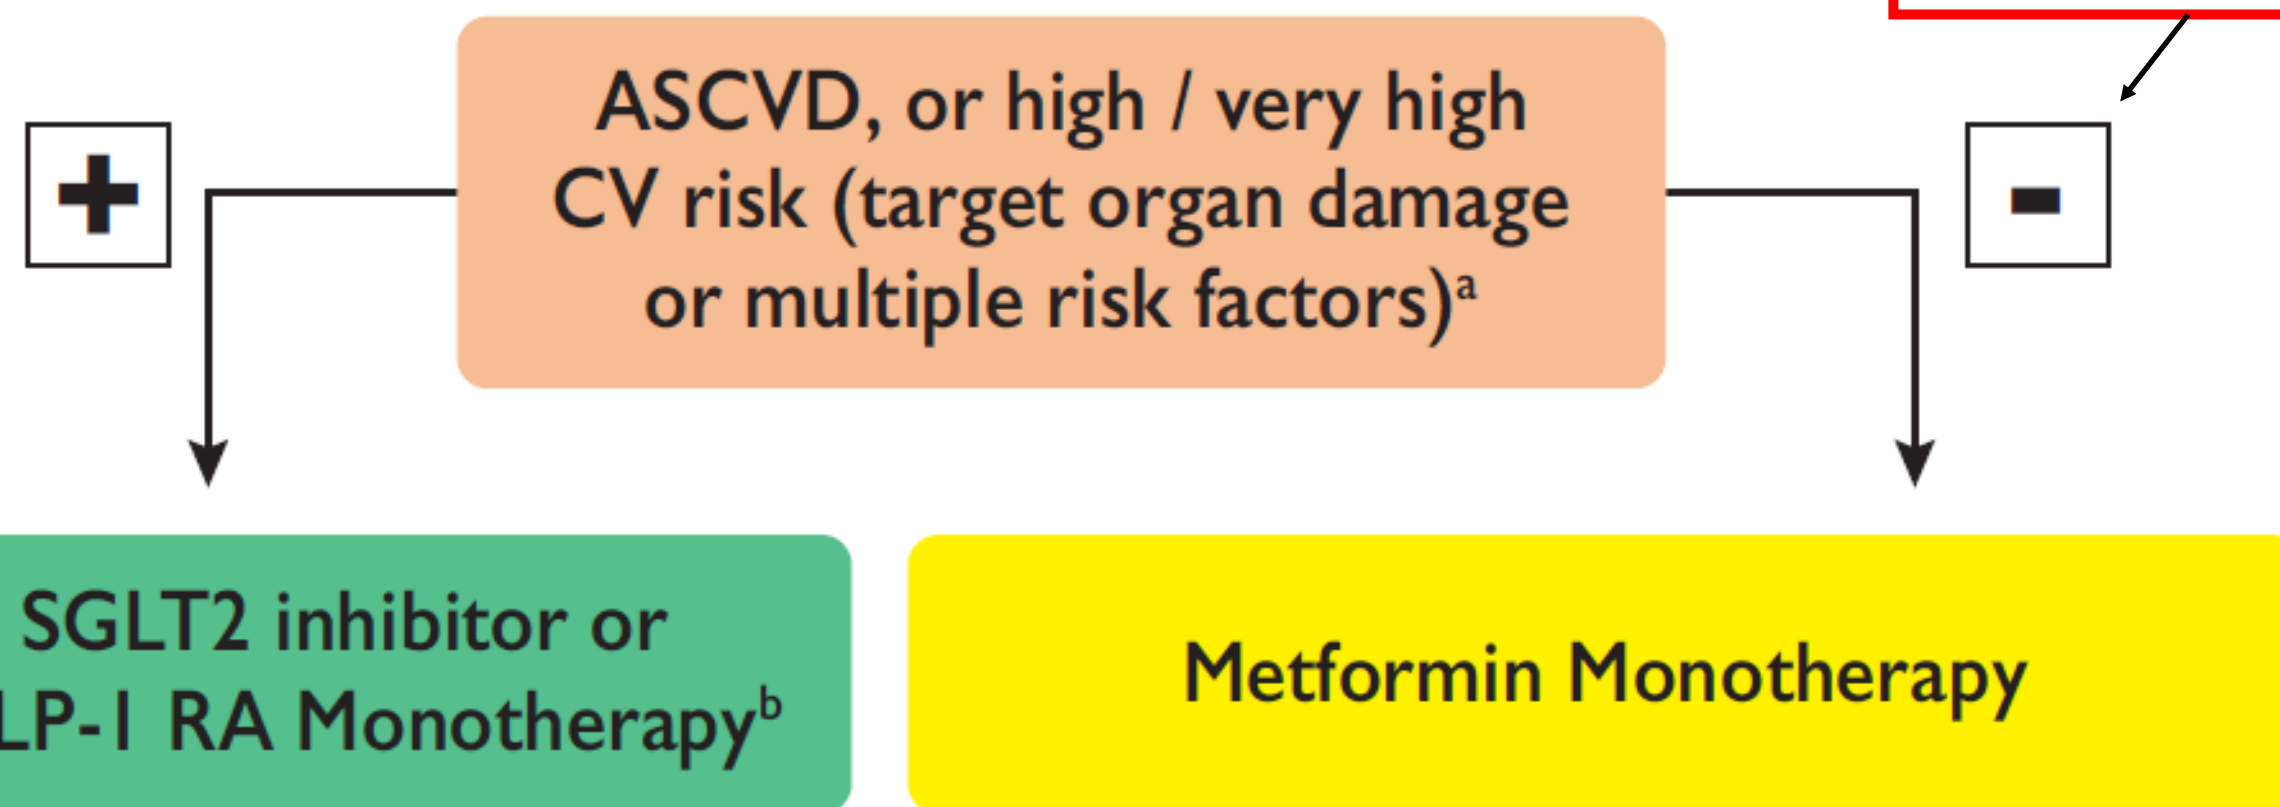 ASCVD, or high / very high
CV risk (target organ damage
or multiple risk factors)ᵃ
+
-
SGLT2 inhibitor or
LP-1 RA Monotherapyᵇ
Metformin Monotherapy